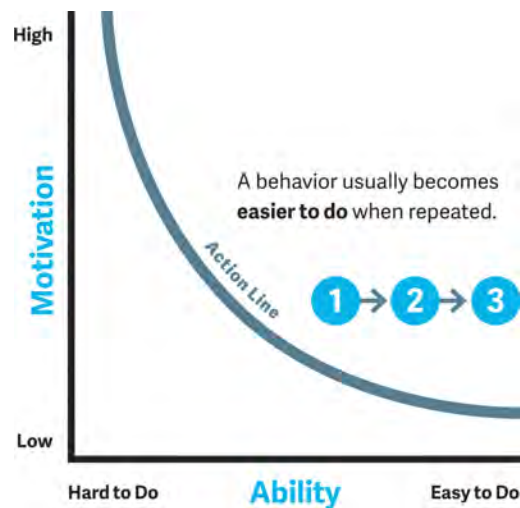 High
A behavior usually becomes
easier to do when repeated.
Motivation
Action Line
1 2 3
Low
Hard to Do Ability Easy to Do